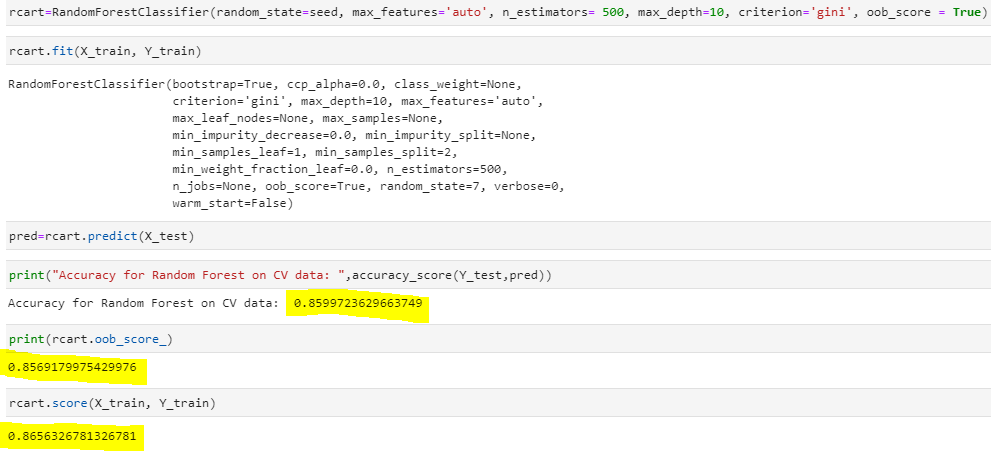 rcart=RandomForestClassifier(random_state=seed, max_features='auto', n_estimators= 500, max_depth=10, criterion='gini', oob_score = True)
rcart.fit(X_train, Y_train)
RandomForestClassifier(bootstrap=True, ccp_alpha=0.0, class_weight=None,
criterion='gini', max_depth=10, max_features='auto',
max_leaf_nodes=None, max_samples=None,
min_impurity_decrease=0.0, min_impurity_split=None,
min_samples_leaf=1, min_samples_split=2,
min_weight_fraction_leaf=0.0, n_estimators=500,
n_jobs=None, oob_score=True, random_state=7, verbose=0,
warm_start=False)
pred=rcart.predict(X_test)
print("Accuracy for Random Forest on CV data: ",accuracy_score(Y_test,pred))
Accuracy for Random Forest on CV data:  0.8599723629663749
print(rcart.oob_score_)
0.8569179975429976
rcart.score(X_train, Y_train)
0.8656326781326781